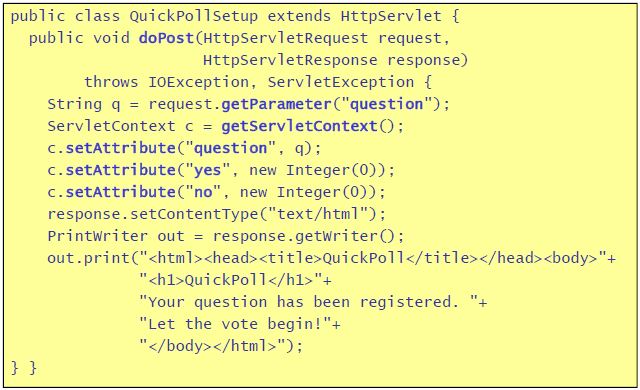 public class QuickPollSetup extends HttpServlet {
  public void doPost(HttpServletRequest request,
                     HttpServletResponse response)
        throws IOException, ServletException {
    String q = request.getParameter("question");
    ServletContext c = getServletContext();
    c.setAttribute("question", q);
    c.setAttribute("yes", new Integer(0));
    c.setAttribute("no", new Integer(0));
    response.setContentType("text/html");
    PrintWriter out = response.getWriter();
    out.print("<html><head><title>QuickPoll</title></head><body>"+
              "<h1>QuickPoll</h1>"+
              "Your question has been registered. "+
              "Let the vote begin!"+
              "</body></html>");
} }